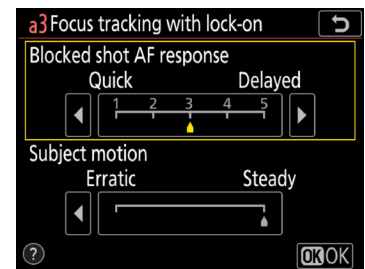 a3 Focus tracking with lock-on
Blocked shot AF response
Quick Delayed
1 2 3 4 5
Subject motion
Erratic Steady
? OK OK